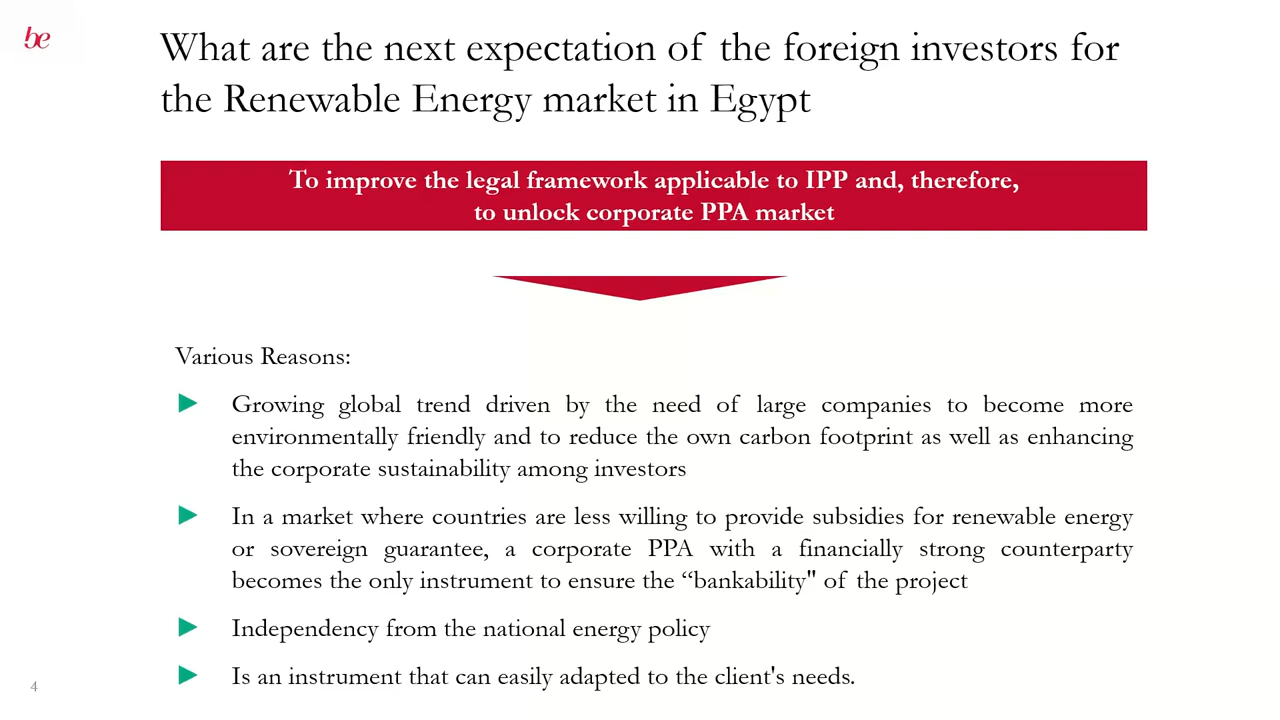 be
What are the next expectation of the foreign investors for
the Renewable Energy market in Egypt
To improve the legal framework applicable to IPP and, therefore,
to unlock corporate PPA market
Various Reasons:
Growing global trend driven by the need of large companies to become more
environmentally friendly and to reduce the own carbon footprint as well as enhancing
the corporate sustainability among investors
In a market where countries are less willing to provide subsidies for renewable energy
or sovereign guarantee, a corporate PPA with a financially strong counterparty
becomes the only instrument to ensure the “bankability" of the project
Independency from the national energy policy
Is an instrument that can easily adapted to the client's needs.
4